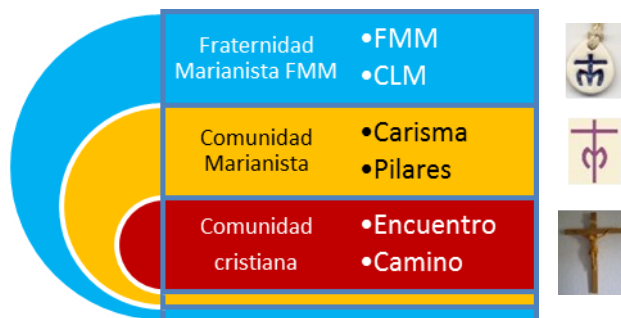 Fraternidad
Marianista FMM
•FMM
•CLM
Comunidad
Marianista
•Carisma
•Pilares
Comunidad
cristiana
•Encuentro
•Camino